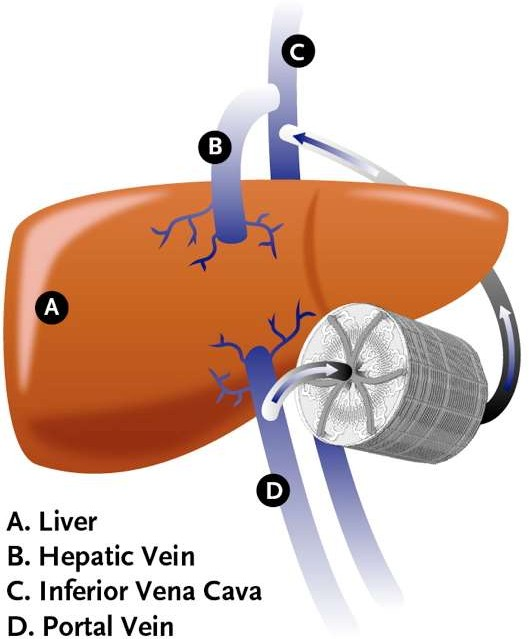 C
B
A
D
A. Liver
B. Hepatic Vein
C. Inferior Vena Cava
D. Portal Vein